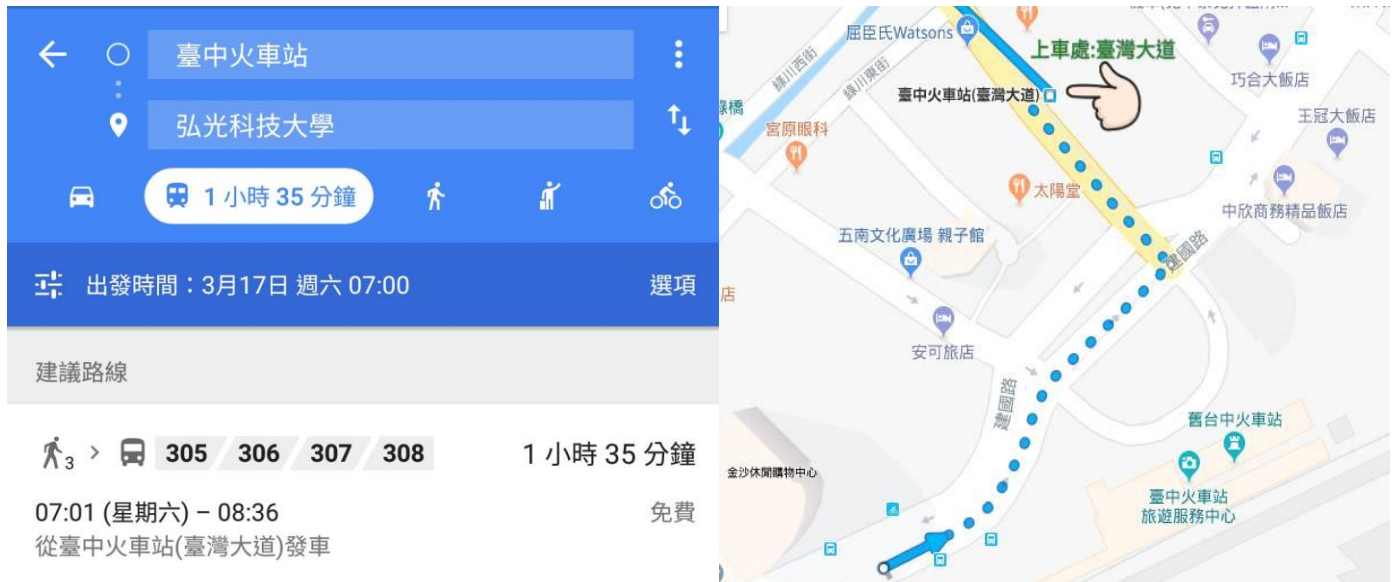 臺中火車站
弘光科技大學
1 小時 35 分鐘
出發時間：3月17日 週六 07:00
選項
建議路線
3
305 306 307 308
1 小時 35 分鐘
07:01 (星期六) – 08:36
免費
從臺中火車站(臺灣大道)發車
屈臣氏Watsons
上車處:臺灣大道
綠川西街
綠川東街
臺中火車站(臺灣大道)
巧合大飯店
綠橋
宮原眼科
王冠大飯店
太陽堂
中欣商務精品飯店
五南文化廣場 親子館
建國路
店
安可旅店
建國路
舊台中火車站
金沙休閒購物中心
臺中火車站
旅遊服務中心